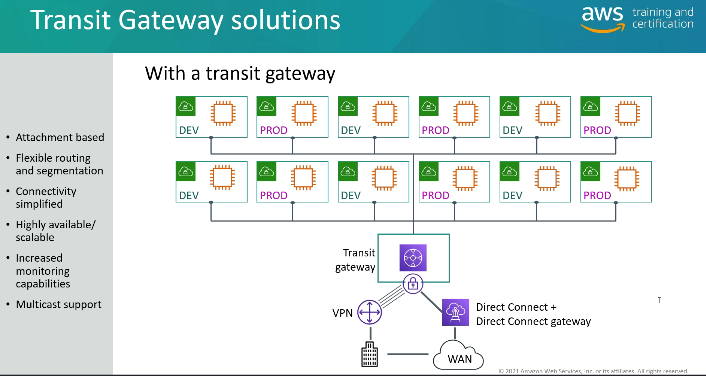 Transit Gateway solutions
aws training and
certification
With a transit gateway
• Attachment based
• Flexible routing
and segmentation
• Connectivity
simplified
• Highly available/
scalable
• Increased
monitoring
capabilities
• Multicast support
DEV PROD DEV PROD DEV PROD
DEV PROD DEV PROD DEV PROD
Transit
gateway
VPN
Direct Connect +
Direct Connect gateway
WAN
© 2021 Amazon Web Services, Inc. or its affiliates. All rights reserved.